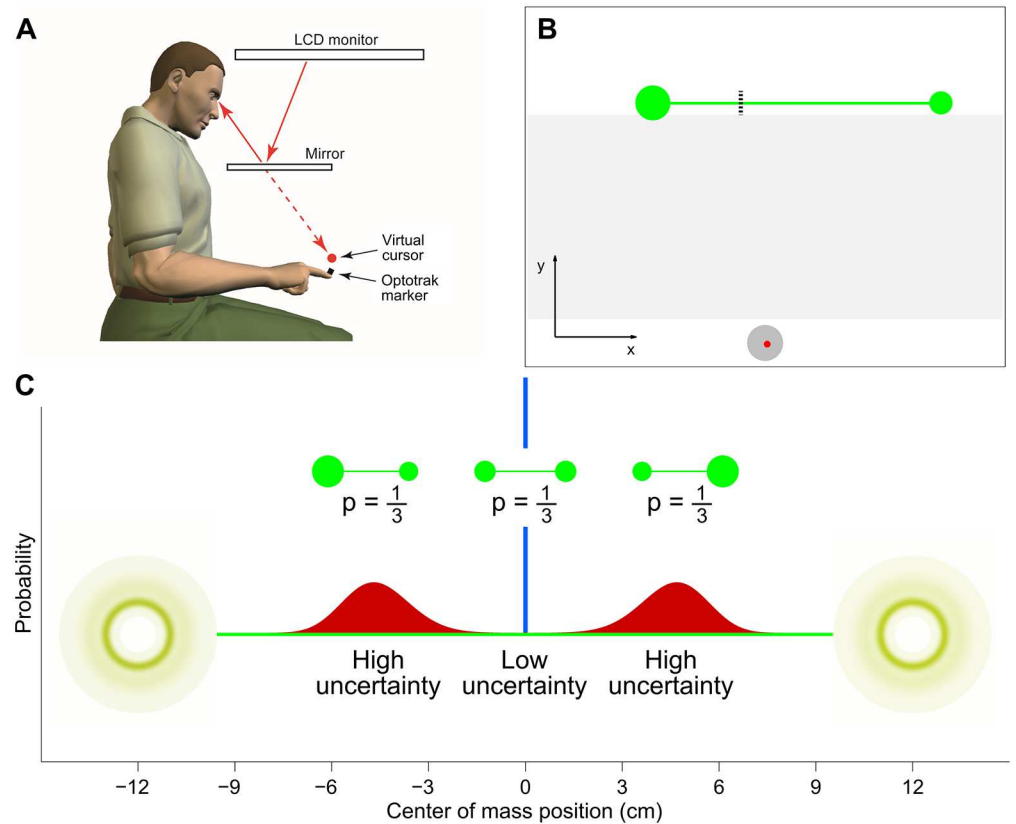 A
LCD monitor
Mirror
Virtual
cursor
Optotrak
marker
B
y
x
C
p = 1/3
p = 1/3
p = 1/3
Probability
High
uncertainty
Low
uncertainty
High
uncertainty
−12
−9
−6
−3
0
3
6
9
12
Center of mass position (cm)